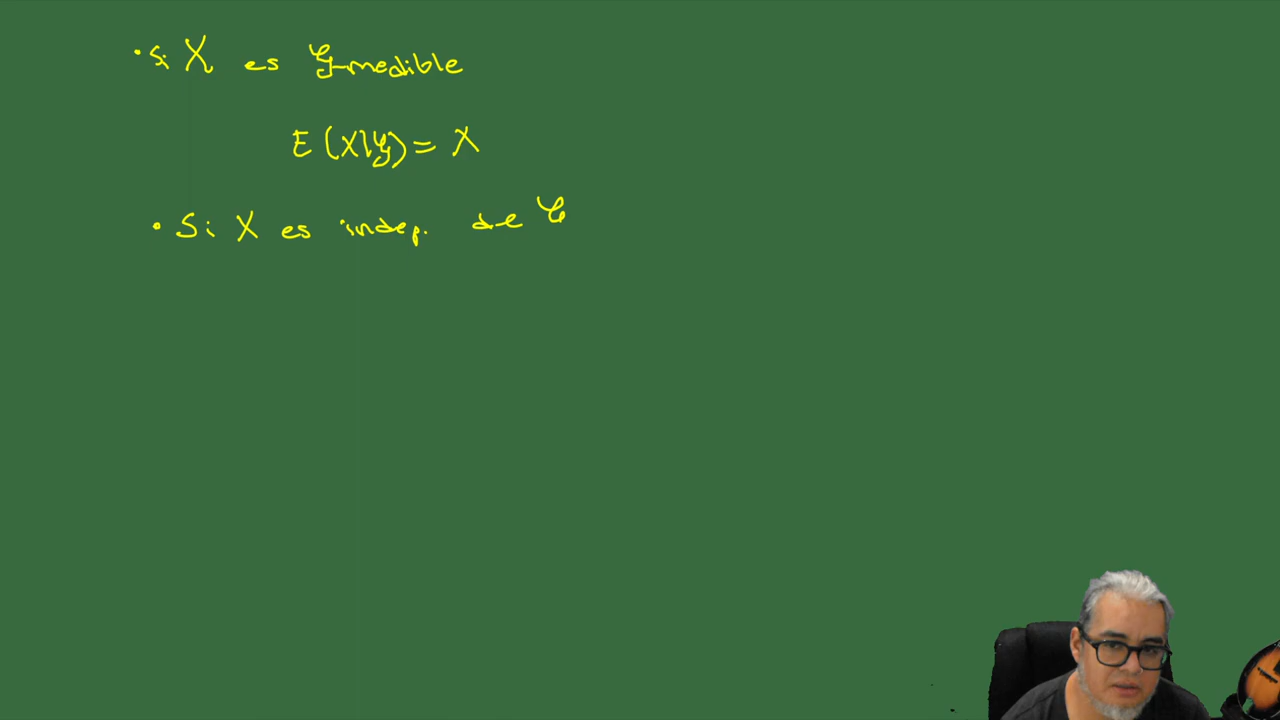 • Si X es 𝒢-medible
E(X|𝒢) = X
• Si X es indep. de 𝒢